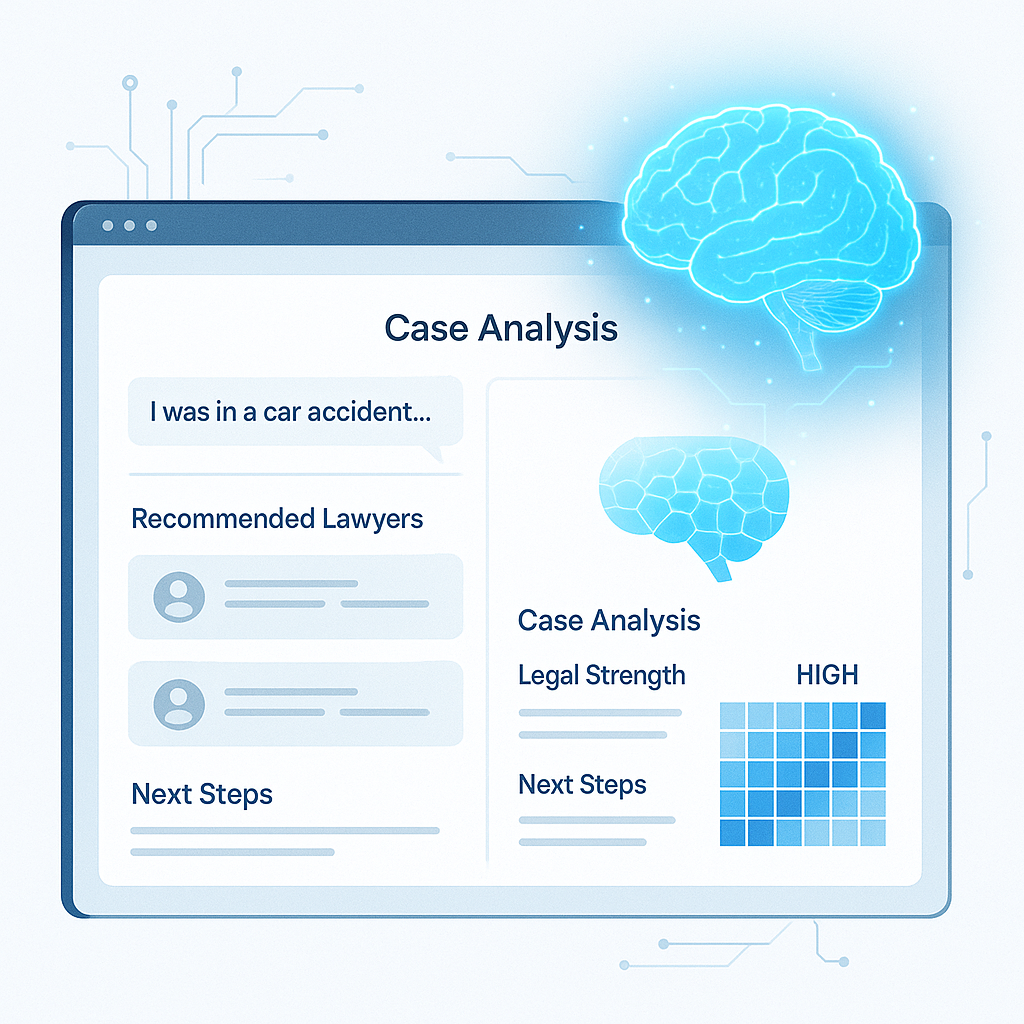 Case Analysis
I was in a car accident...
Recommended Lawyers
Next Steps
Case Analysis
Legal Strength
HIGH
Next Steps